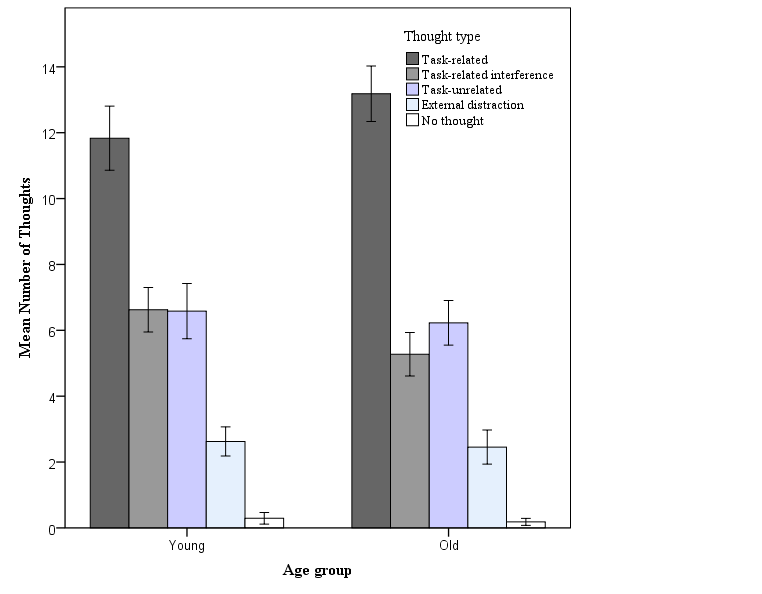 Thought type
Task-related
Task-related interference
Task-unrelated
External distraction
No thought
14
12
10
8
6
4
2
0
Mean Number of Thoughts
Young
Old
Age group